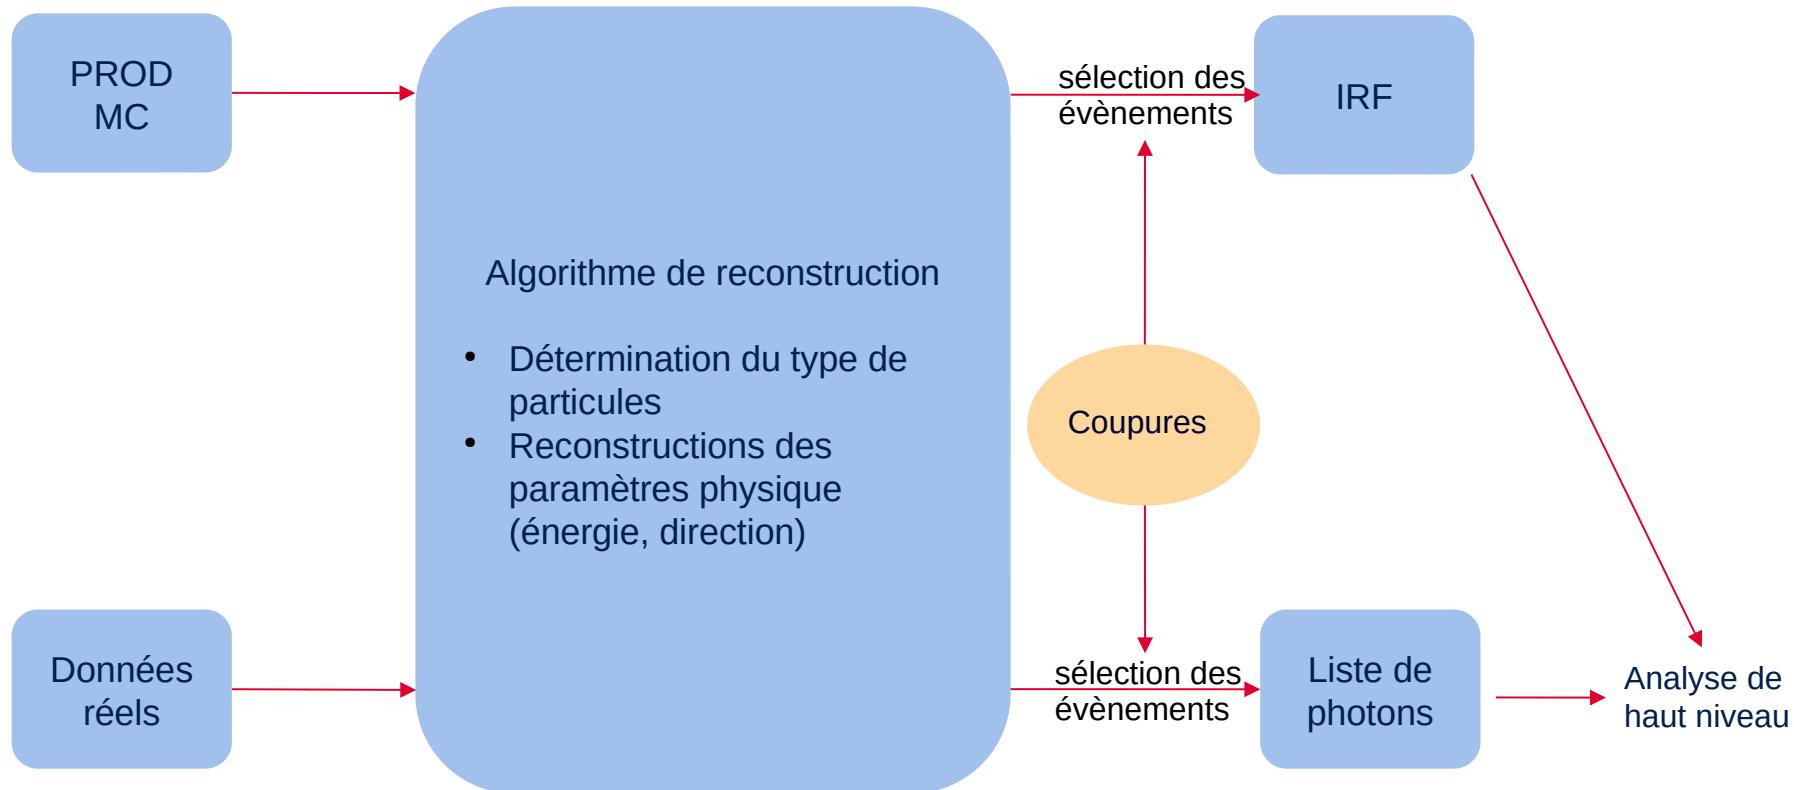 PROD
MC
sélection des
évènements
IRF
Algorithme de reconstruction
• Détermination du type de
particules
• Reconstructions des
paramètres physique
(énergie, direction)
Coupures
Données
réels
sélection des
évènements
Liste de
photons
Analyse de
haut niveau